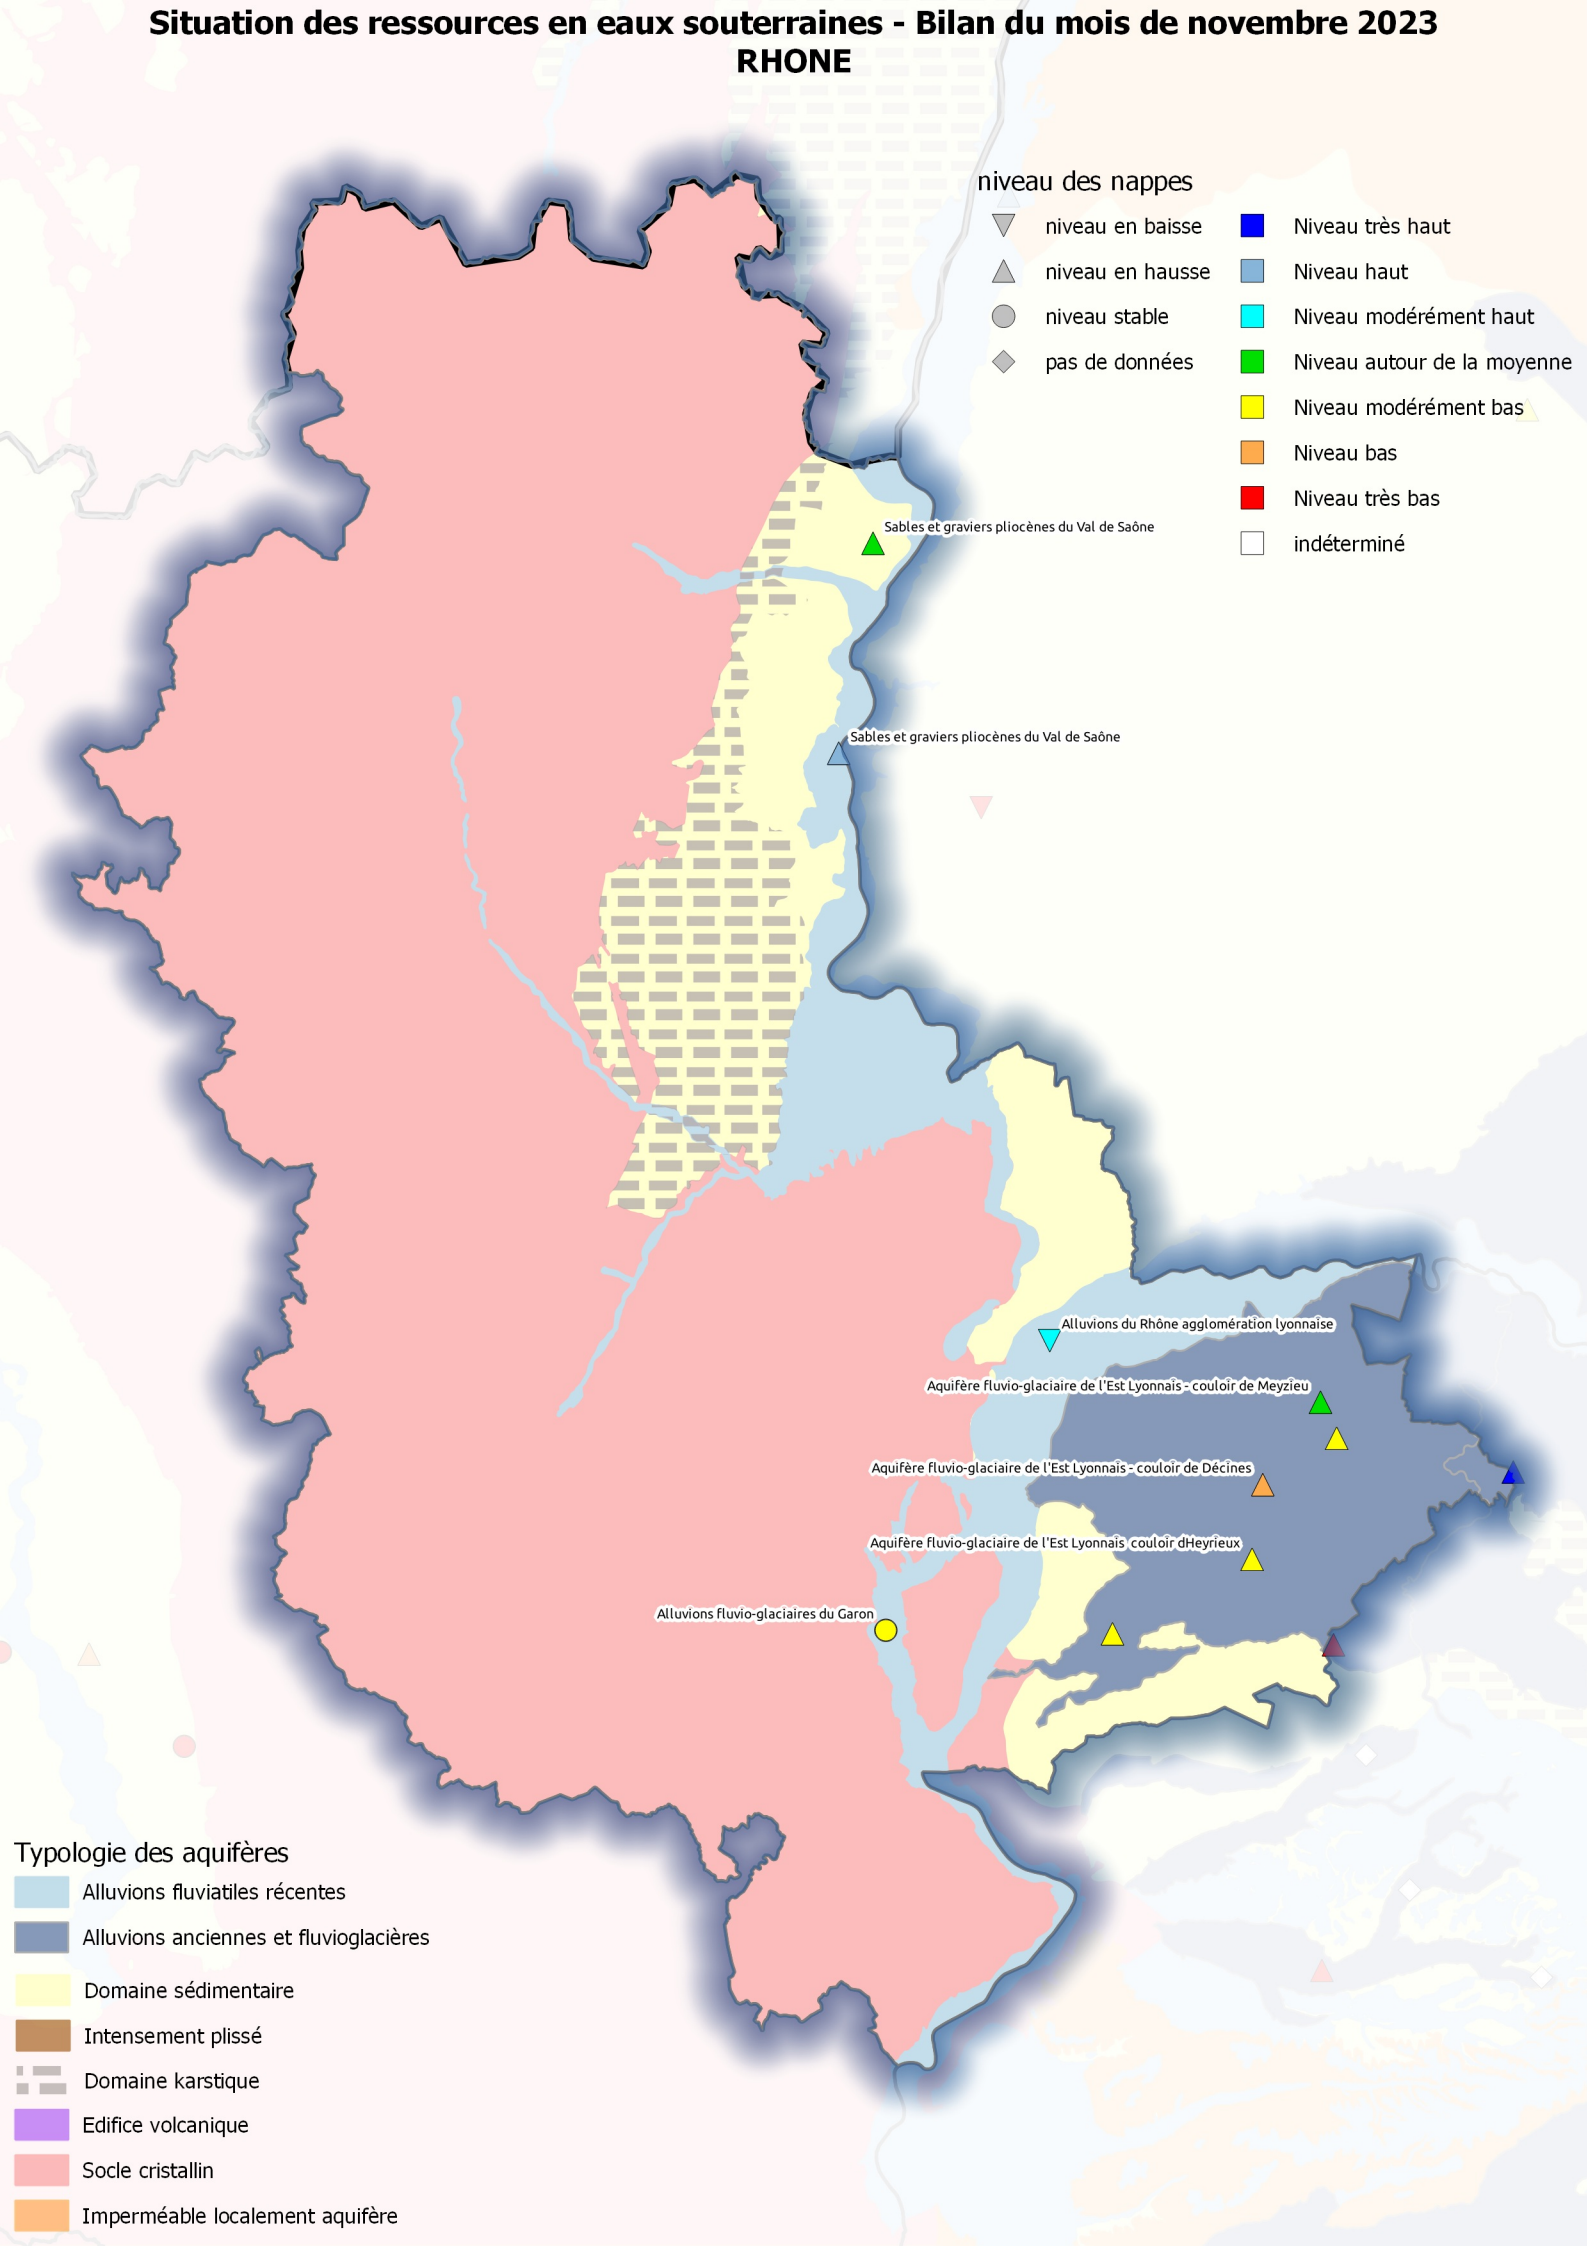 Situation des ressources en eaux souterraines - Bilan du mois de novembre 2023
RHONE
niveau des nappes
niveau en baisse
niveau en hausse
niveau stable
pas de données
Niveau très haut
Niveau haut
Niveau modérément haut
Niveau autour de la moyenne
Niveau modérément bas
Niveau bas
Niveau très bas
indéterminé
Sables et graviers pliocènes du Val de Saône
Sables et graviers pliocènes du Val de Saône
Alluvions du Rhône agglomération lyonnaise
Aquifère fluvio-glaciaire de l'Est Lyonnais - couloir de Meyzieu
Aquifère fluvio-glaciaire de l'Est Lyonnais - couloir de Décines
Aquifère fluvio-glaciaire de l'Est Lyonnais couloir dHeyrieux
Alluvions fluvio-glaciaires du Garon
Typologie des aquifères
Alluvions fluviatiles récentes
Alluvions anciennes et fluvioglacières
Domaine sédimentaire
Intensement plissé
Domaine karstique
Edifice volcanique
Socle cristallin
Imperméable localement aquifère